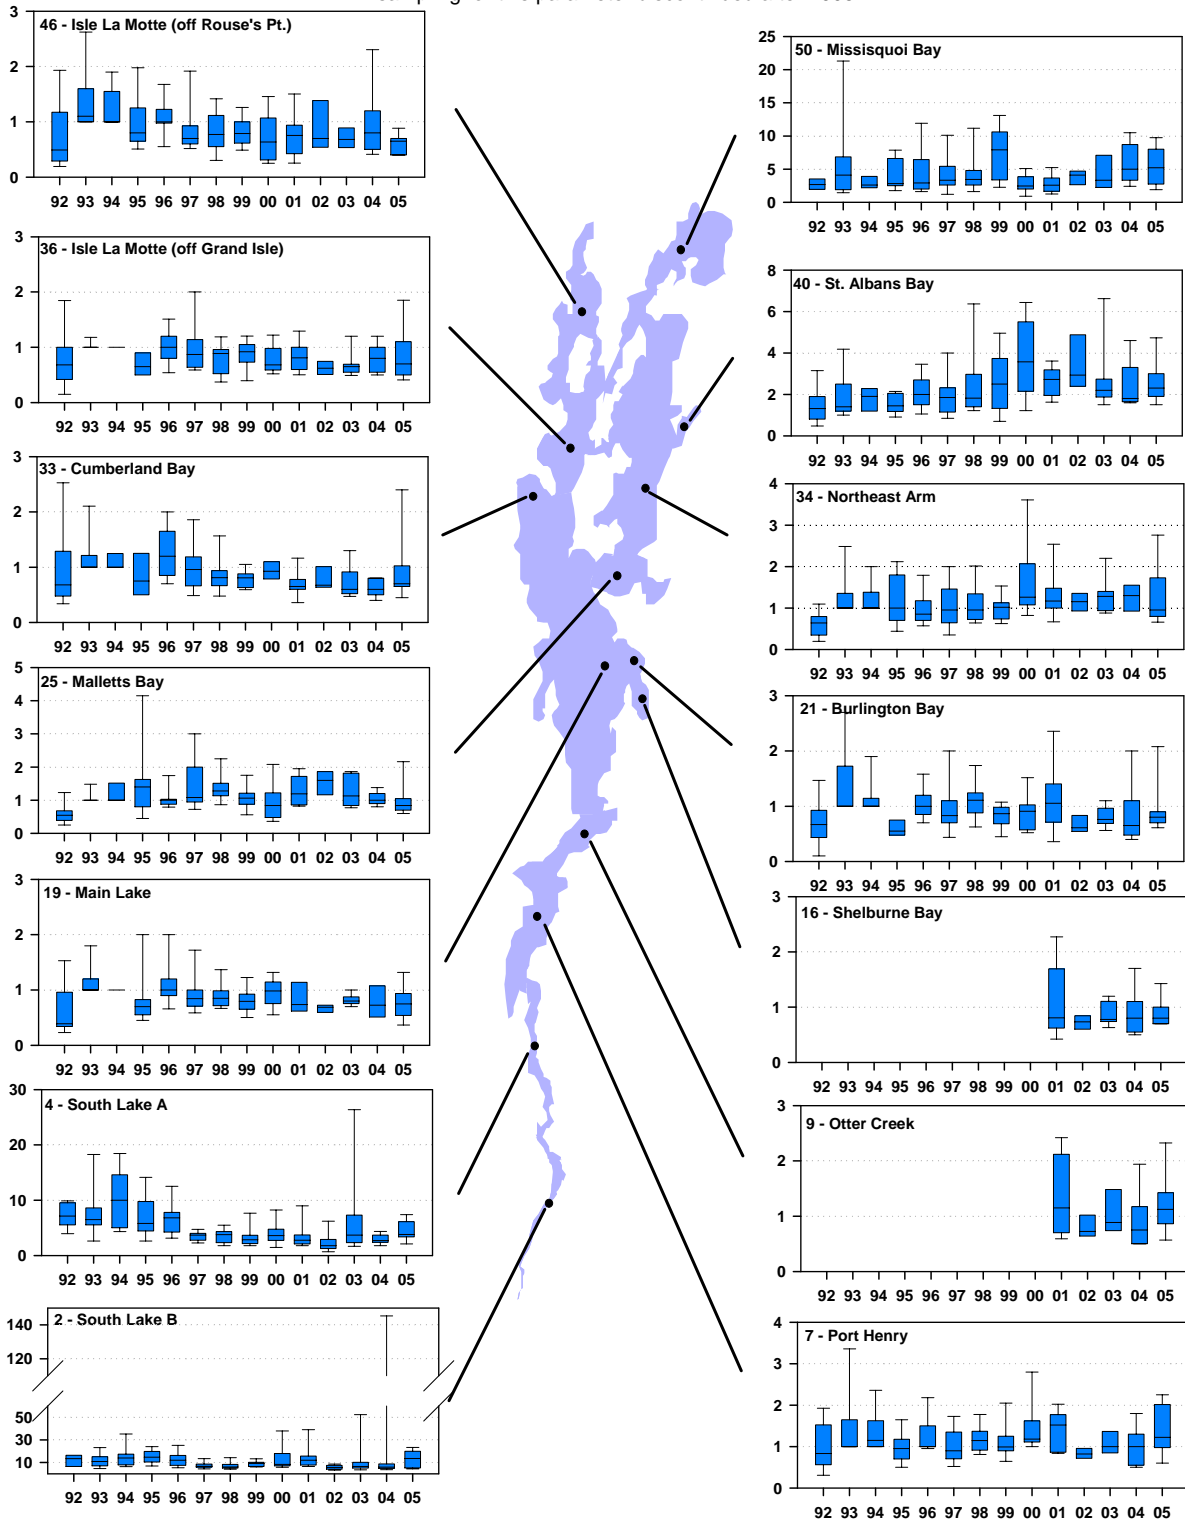 46 - Isle La Motte (off Rouse's Pt.)
3
2
1
0
92 93 94 95 96 97 98 99 00 01 02 03 04 05
36 - Isle La Motte (off Grand Isle)
3
2
1
0
92 93 94 95 96 97 98 99 00 01 02 03 04 05
33 - Cumberland Bay
3
2
1
0
92 93 94 95 96 97 98 99 00 01 02 03 04 05
25 - Malletts Bay
5
4
3
2
1
0
92 93 94 95 96 97 98 99 00 01 02 03 04 05
19 - Main Lake
3
2
1
0
92 93 94 95 96 97 98 99 00 01 02 03 04 05
4 - South Lake A
30
20
10
0
92 93 94 95 96 97 98 99 00 01 02 03 04 05
2 - South Lake B
140
120
50
30
10
92 93 94 95 96 97 98 99 00 01 02 03 04 05
50 - Missisquoi Bay
25
20
15
10
5
0
92 93 94 95 96 97 98 99 00 01 02 03 04 05
40 - St. Albans Bay
8
6
4
2
0
92 93 94 95 96 97 98 99 00 01 02 03 04 05
34 - Northeast Arm
4
3
2
1
0
92 93 94 95 96 97 98 99 00 01 02 03 04 05
21 - Burlington Bay
3
2
1
0
92 93 94 95 96 97 98 99 00 01 02 03 04 05
16 - Shelburne Bay
3
2
1
0
92 93 94 95 96 97 98 99 00 01 02 03 04 05
9 - Otter Creek
3
2
1
0
92 93 94 95 96 97 98 99 00 01 02 03 04 05
7 - Port Henry
4
3
2
1
0
92 93 94 95 96 97 98 99 00 01 02 03 04 05